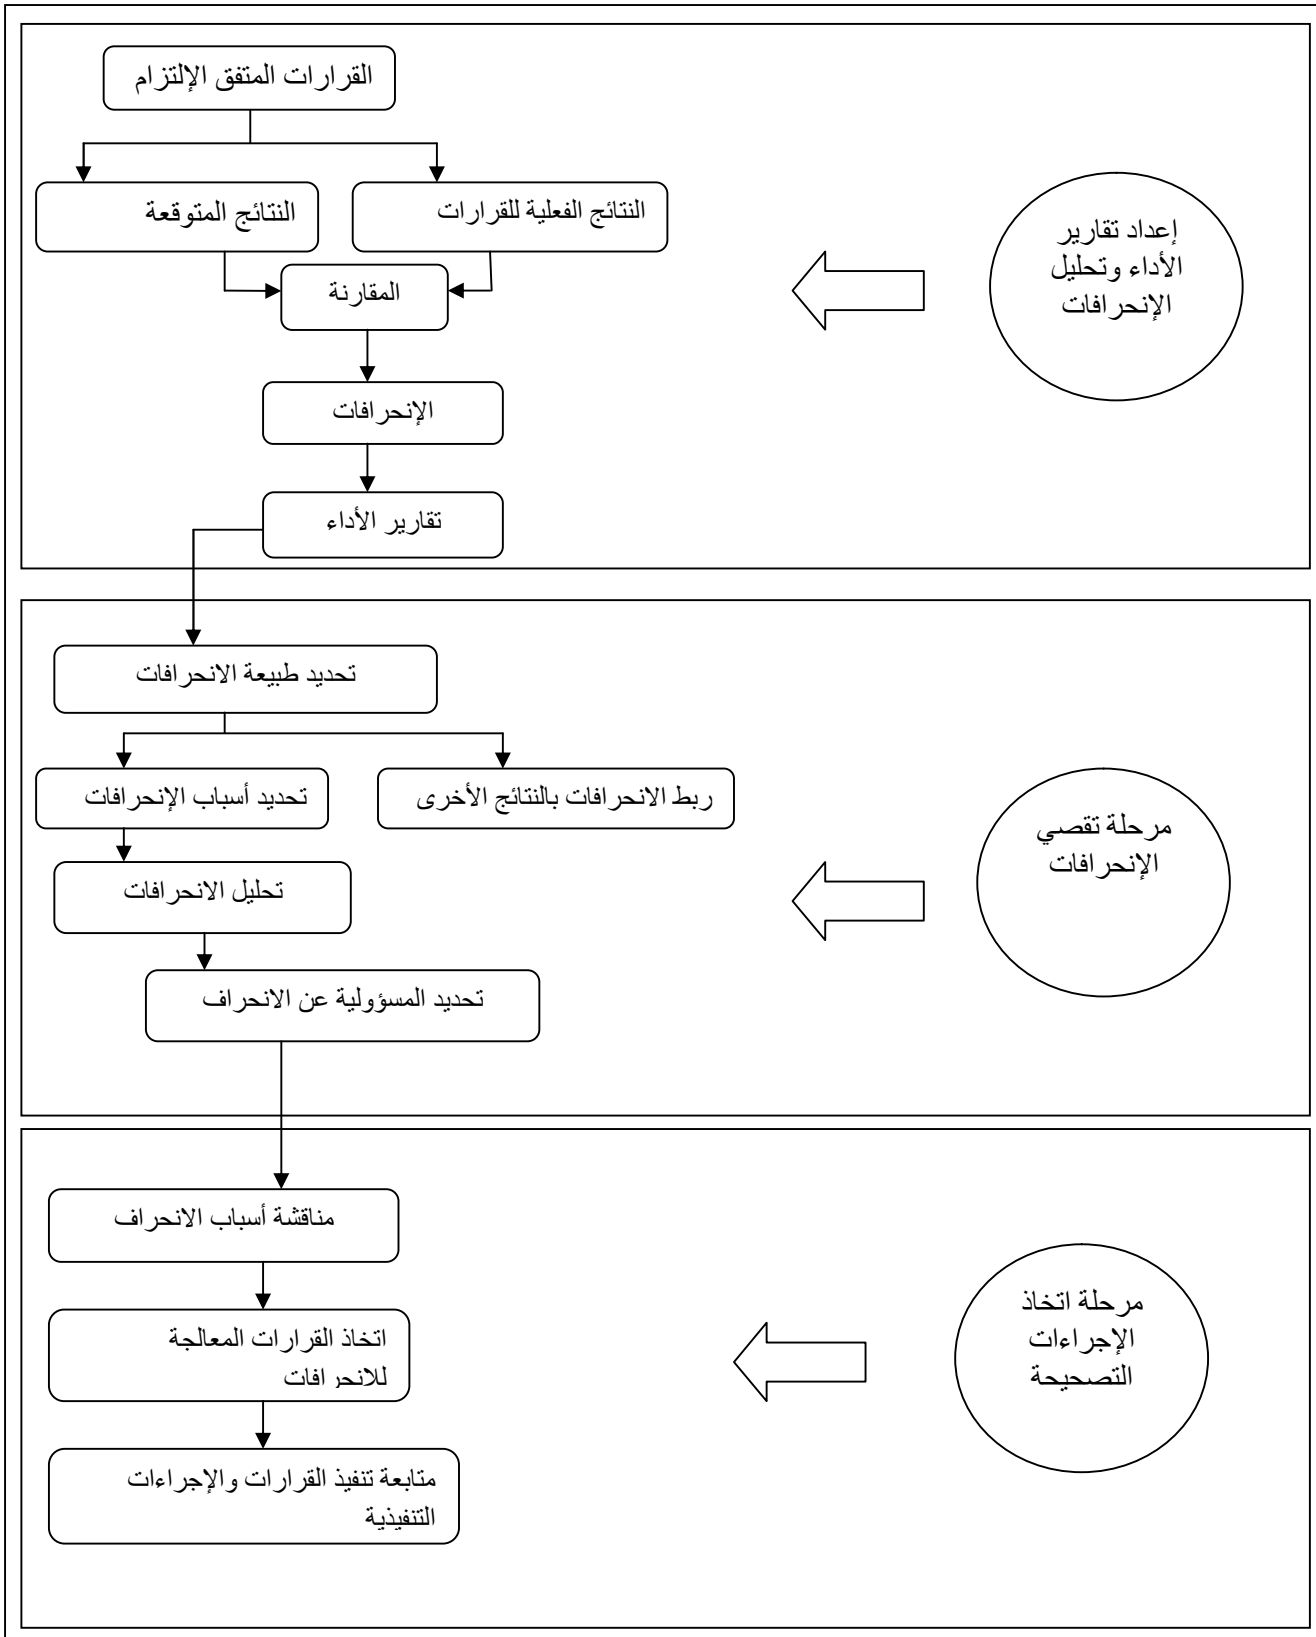 القرارات المتفق الإلتزام
النتائج الفعلية للقرارات
النتائج المتوقعة
المقارنة
الإنحرافات
تقارير الأداء
إعداد تقارير
الأداء وتحليل
الإنحرافات
تحديد طبيعة الانحرافات
ربط الانحرافات بالنتائج الأخرى
تحديد أسباب الإنحرافات
تحليل الانحرافات
تحديد المسؤولية عن الانحراف
مرحلة تقصي
الإنحرافات
مناقشة أسباب الانحراف
اتخاذ القرارات المعالجة
للانحرافات
متابعة تنفيذ القرارات والإجراءات
التنفيذية
مرحلة اتخاذ
الإجراءات
التصحيحة